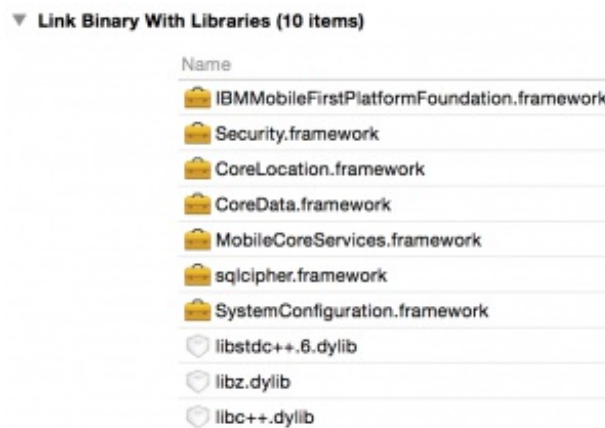 Link Binary With Libraries (10 items)
Name
IBMMobileFirstPlatformFoundation.framework
Security.framework
CoreLocation.framework
CoreData.framework
MobileCoreServices.framework
sqlcipher.framework
SystemConfiguration.framework
libstdc++.6.dylib
libz.dylib
libc++.dylib